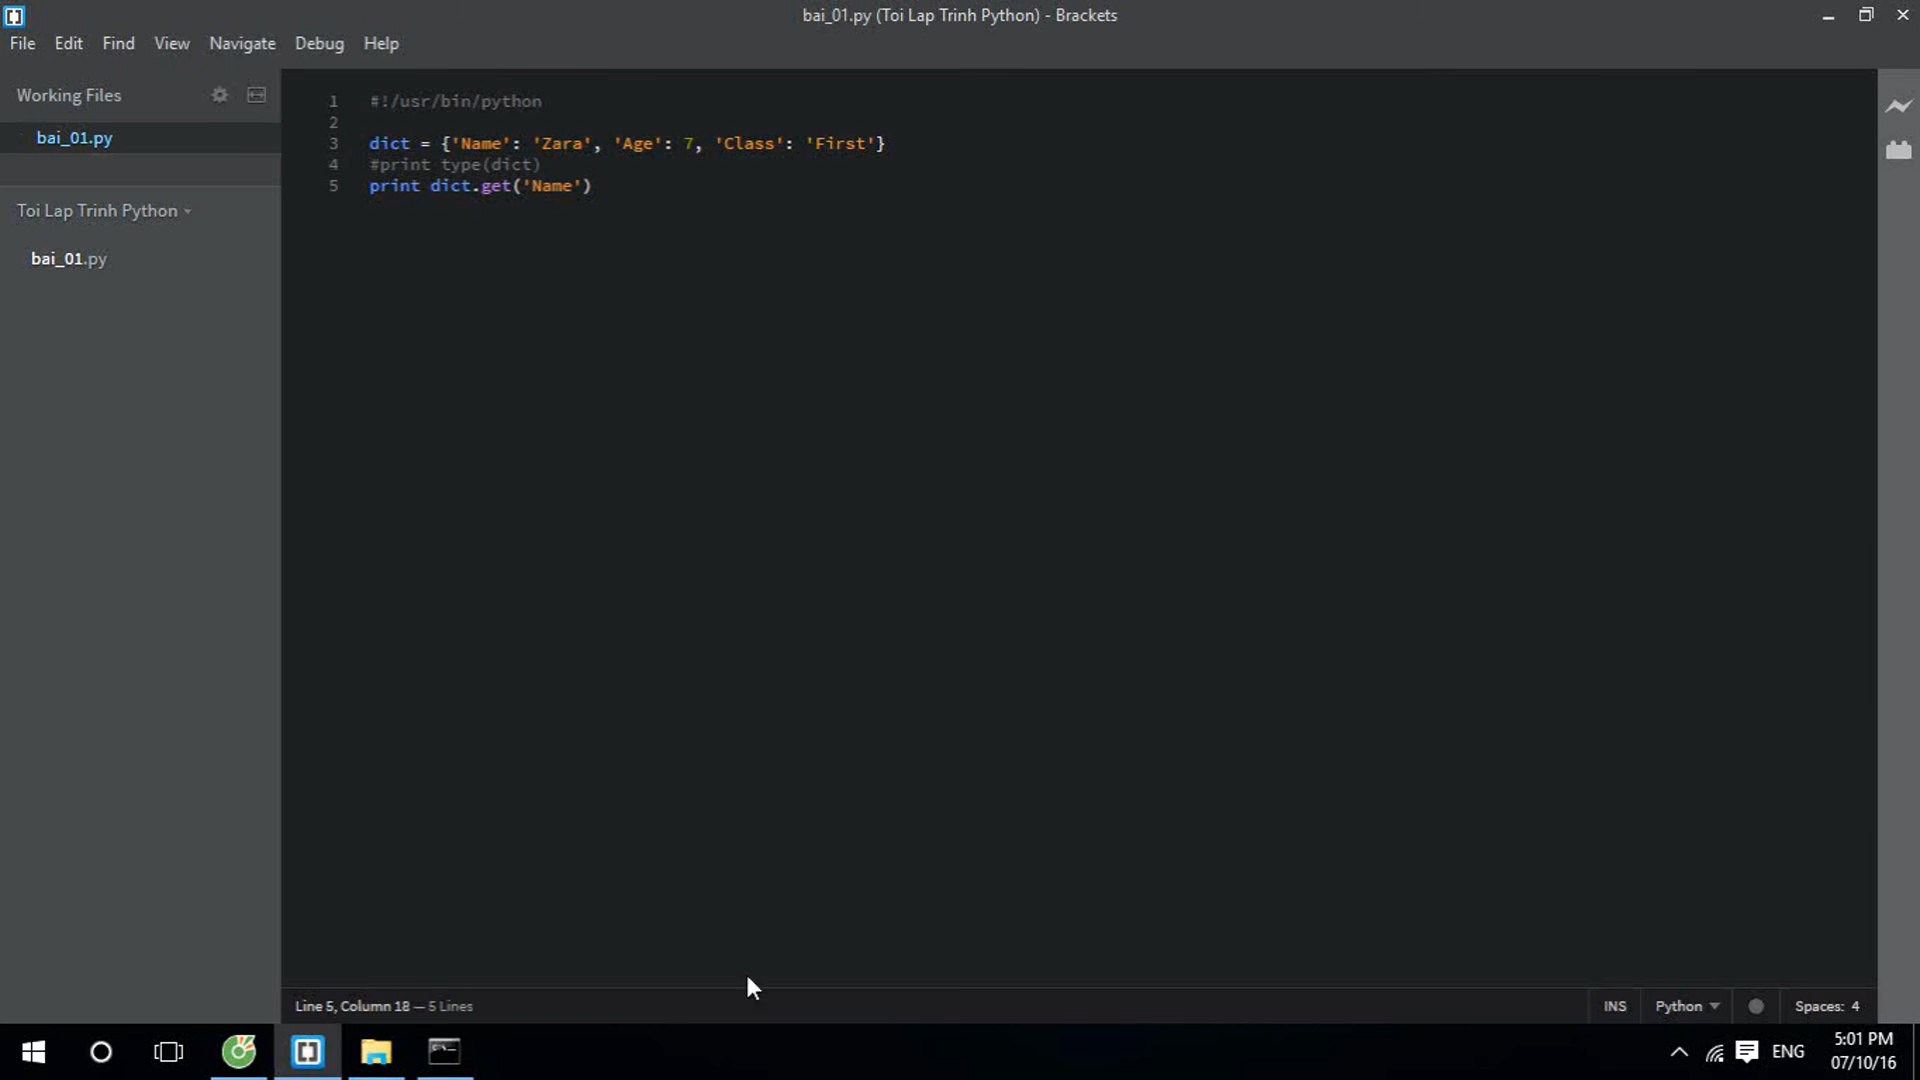 bai_01.py (Toi Lap Trinh Python) - Brackets
File Edit Find View Navigate Debug Help
Working Files
bai_01.py
Toi Lap Trinh Python
bai_01.py
1 #!/usr/bin/python
2
3 dict = {'Name': 'Zara', 'Age': 7, 'Class': 'First'}
4 #print type(dict)
5 print dict.get('Name')
Line 5, Column 18 — 5 Lines
INS Python Spaces: 4
ENG
5:01 PM
07/10/16